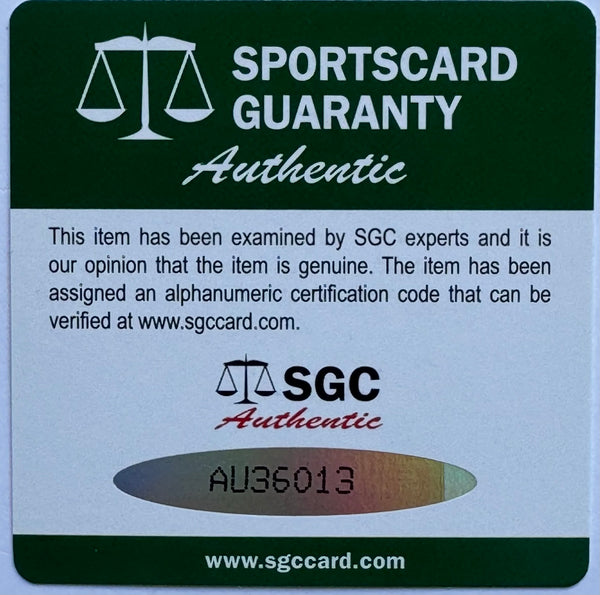 SPORTSCARD
GUARANTY
Authentic
This item has been examined by SGC experts and it is
our opinion that the item is genuine. The item has been
assigned an alphanumeric certification code that can be
verified at www.sgccard.com.
SGC
Authentic
AU36013
www.sgccard.com